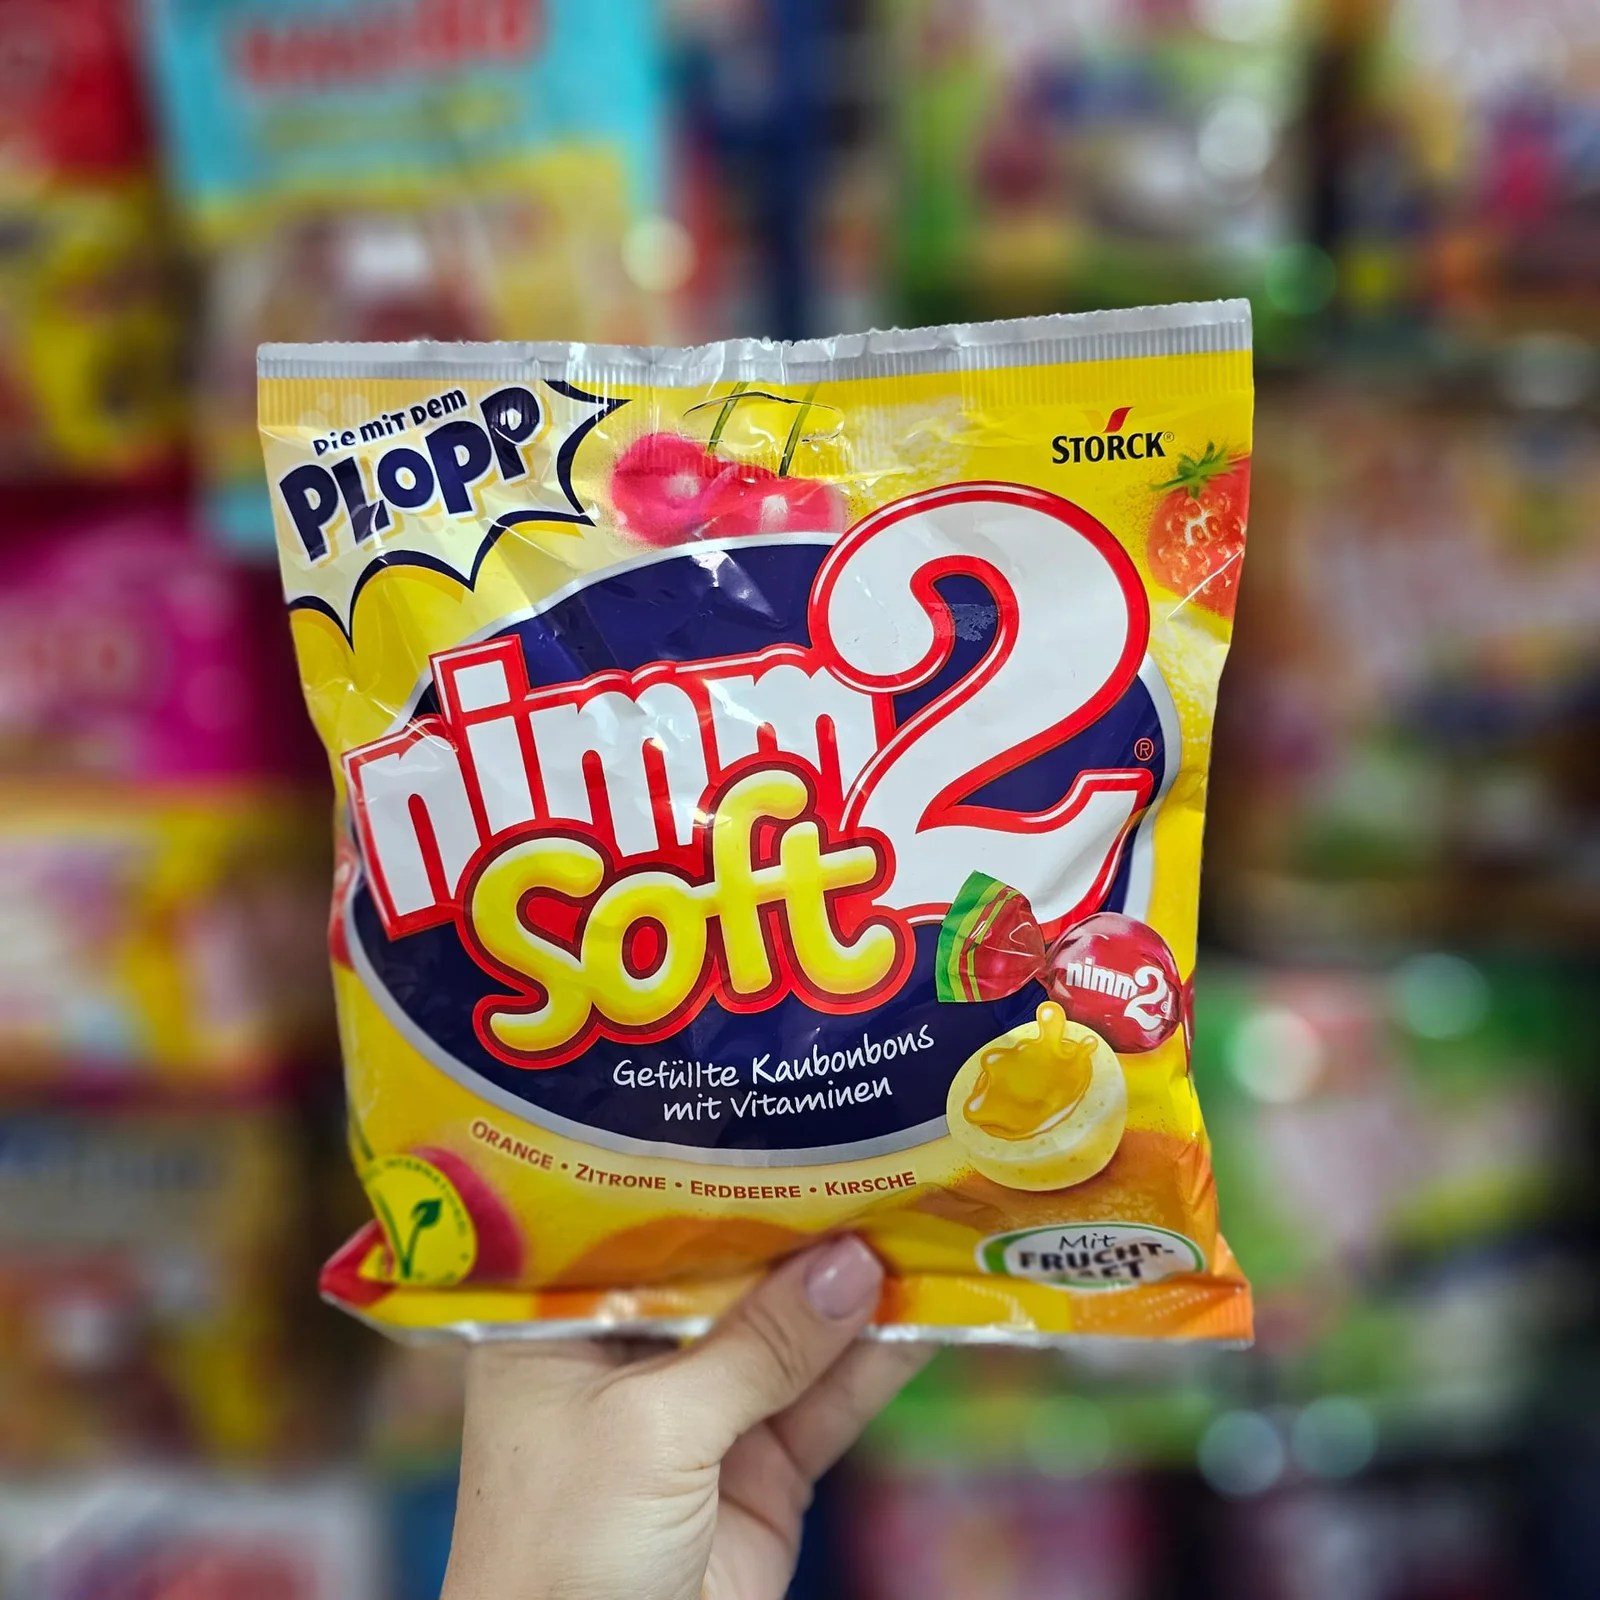 Die mit dem
PLOPP
STORCK®
nimm2
®
soft
nimm2
Gefüllte Kaubonbons
mit Vitaminen
ORANGE • ZITRONE • ERDBEERE • KIRSCHE
Mit
FRUCHT-